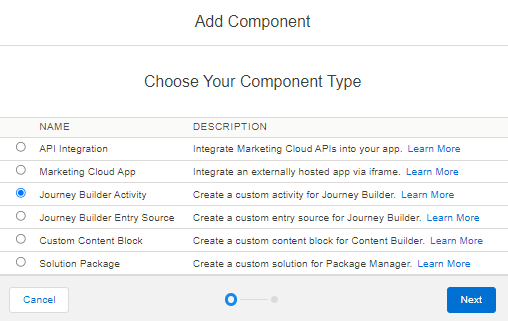 Add Component
Choose Your Component Type
NAME DESCRIPTION
API Integration Integrate Marketing Cloud APIs into your app. Learn More
Marketing Cloud App Integrate an externally hosted app via iframe. Learn More
Journey Builder Activity Create a custom activity for Journey Builder. Learn More
Journey Builder Entry Source Create a custom entry source for Journey Builder. Learn More
Custom Content Block Create a custom content block for Content Builder. Learn More
Solution Package Create a custom solution for Package Manager. Learn More
Cancel Next